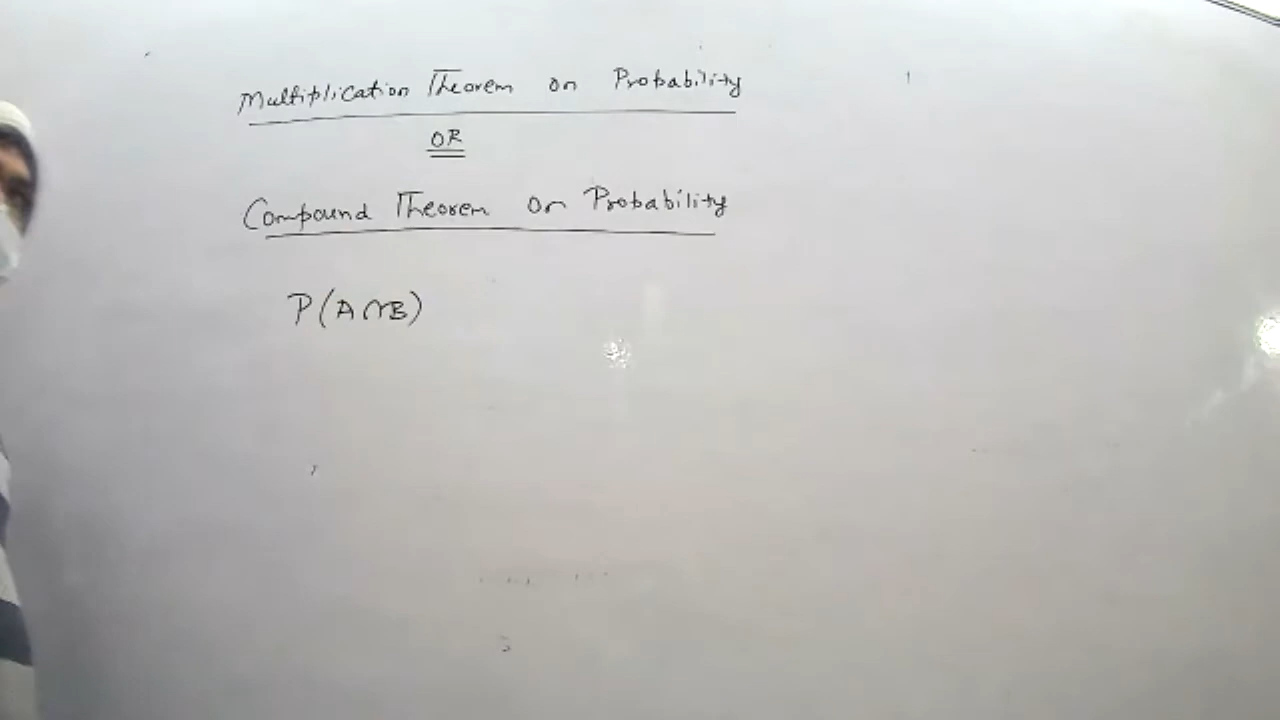 Multiplication Theorem on Probability
OR
Compound Theorem on Probability
P(A∩B)